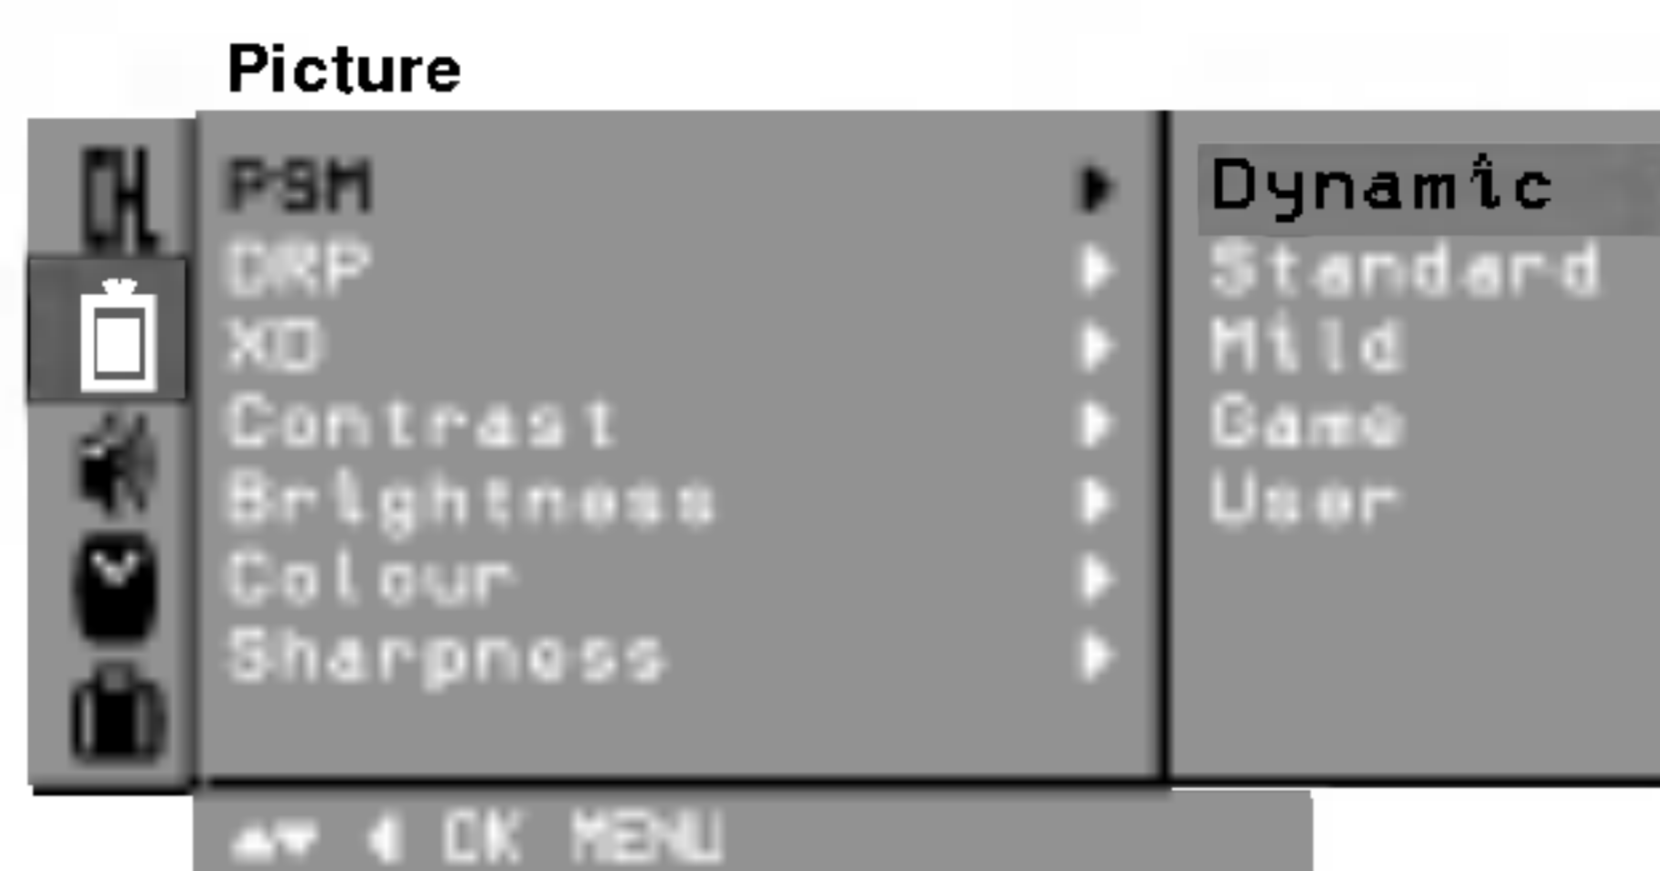 Picture
CH
PSM
DRP
XD
Contrast
Brightness
Colour
Sharpness
Dynamic
Standard
Mild
Game
User
▲▼ ◀ OK MENU